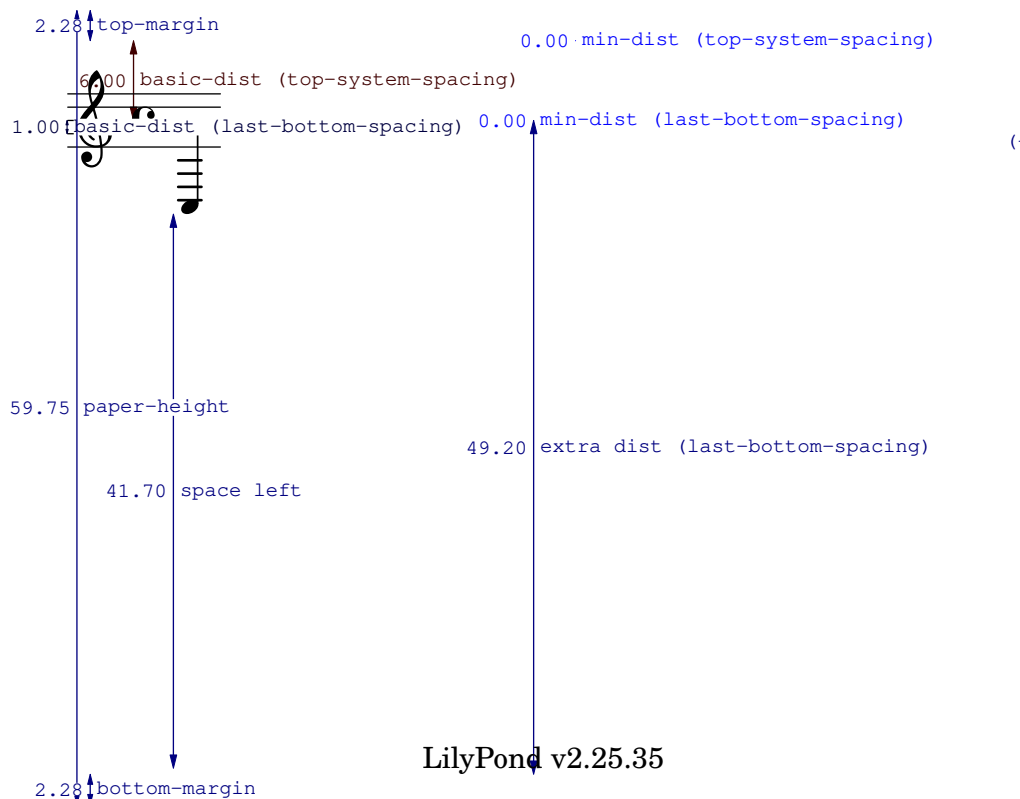 2.28 top-margin
0.00 min-dist (top-system-spacing)
6.00 basic-dist (top-system-spacing)
1.00 basic-dist (last-bottom-spacing)
0.00 min-dist (last-bottom-spacing)
(
59.75 paper-height
49.20 extra dist (last-bottom-spacing)
41.70 space left
LilyPond v2.25.35
2.28 bottom-margin